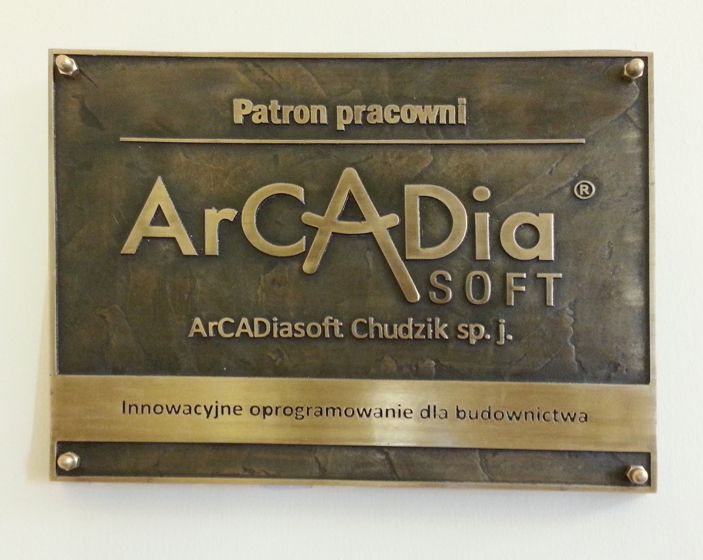 Patron pracowni
ArCADia ®
SOFT
ArCADiasoft Chudzik sp. j.
Innowacyjne oprogramowanie dla budownictwa